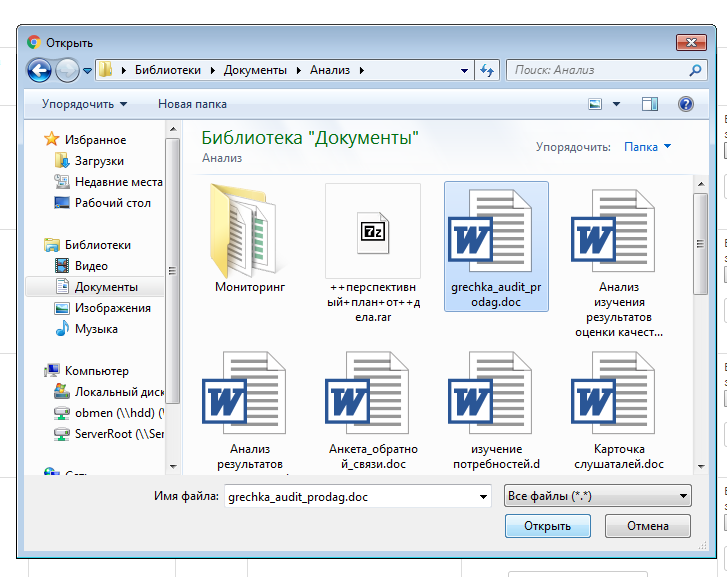 Открыть
Библиотеки
Документы
Анализ
Поиск: Анализ
Упорядочить
Новая папка
Избранное
Загрузки
Недавние места
Рабочий стол
Библиотеки
Видео
Документы
Изображения
Музыка
Компьютер
Локальный диск
obmen (\\hdd) (\
ServerRoot (\\Ser
Библиотека "Документы"
Анализ
Упорядочить:
Папка
Мониторинг
++перспективн
ый+план+от++д
ела.rar
grechka_audit_pr
odag.doc
Анализ
изучения
результатов
оценки качест...
Анализ
результатов
Анкета_обратно
й_связи.doc
изучение
потребностей.d
Карточка
слушаталей.doc
Имя файла:
grechka_audit_prodag.doc
Все файлы (*.*)
Открыть
Отмена